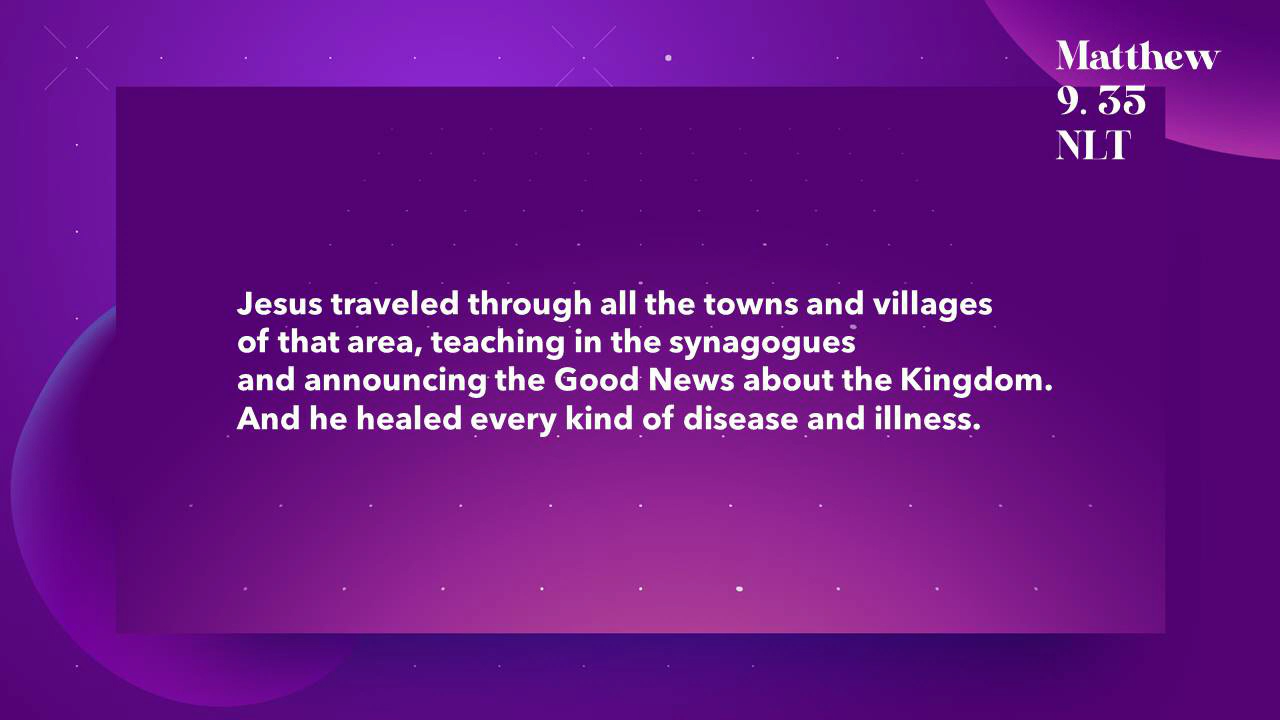 Matthew
9. 35
NLT
Jesus traveled through all the towns and villages
of that area, teaching in the synagogues
and announcing the Good News about the Kingdom.
And he healed every kind of disease and illness.